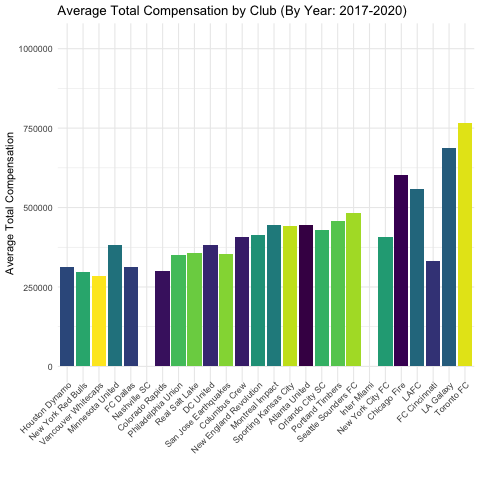 Average Total Compensation by Club (By Year: 2017-2020)
Average Total Compensation
1000000
750000
500000
250000
0
Houston Dynamo
New York Red Bulls
Vancouver Whitecaps
Minnesota United
FC Dallas
Nashville SC
Colorado Rapids
Philadelphia Union
Real Salt Lake
DC United
San Jose Earthquakes
Columbus Crew
New England Revolution
Montreal Impact
Sporting Kansas City
Atlanta United
Orlando City SC
Portland Timbers
Seattle Sounders FC
Inter Miami
New York City FC
Chicago Fire
LAFC
FC Cincinnati
LA Galaxy
Toronto FC